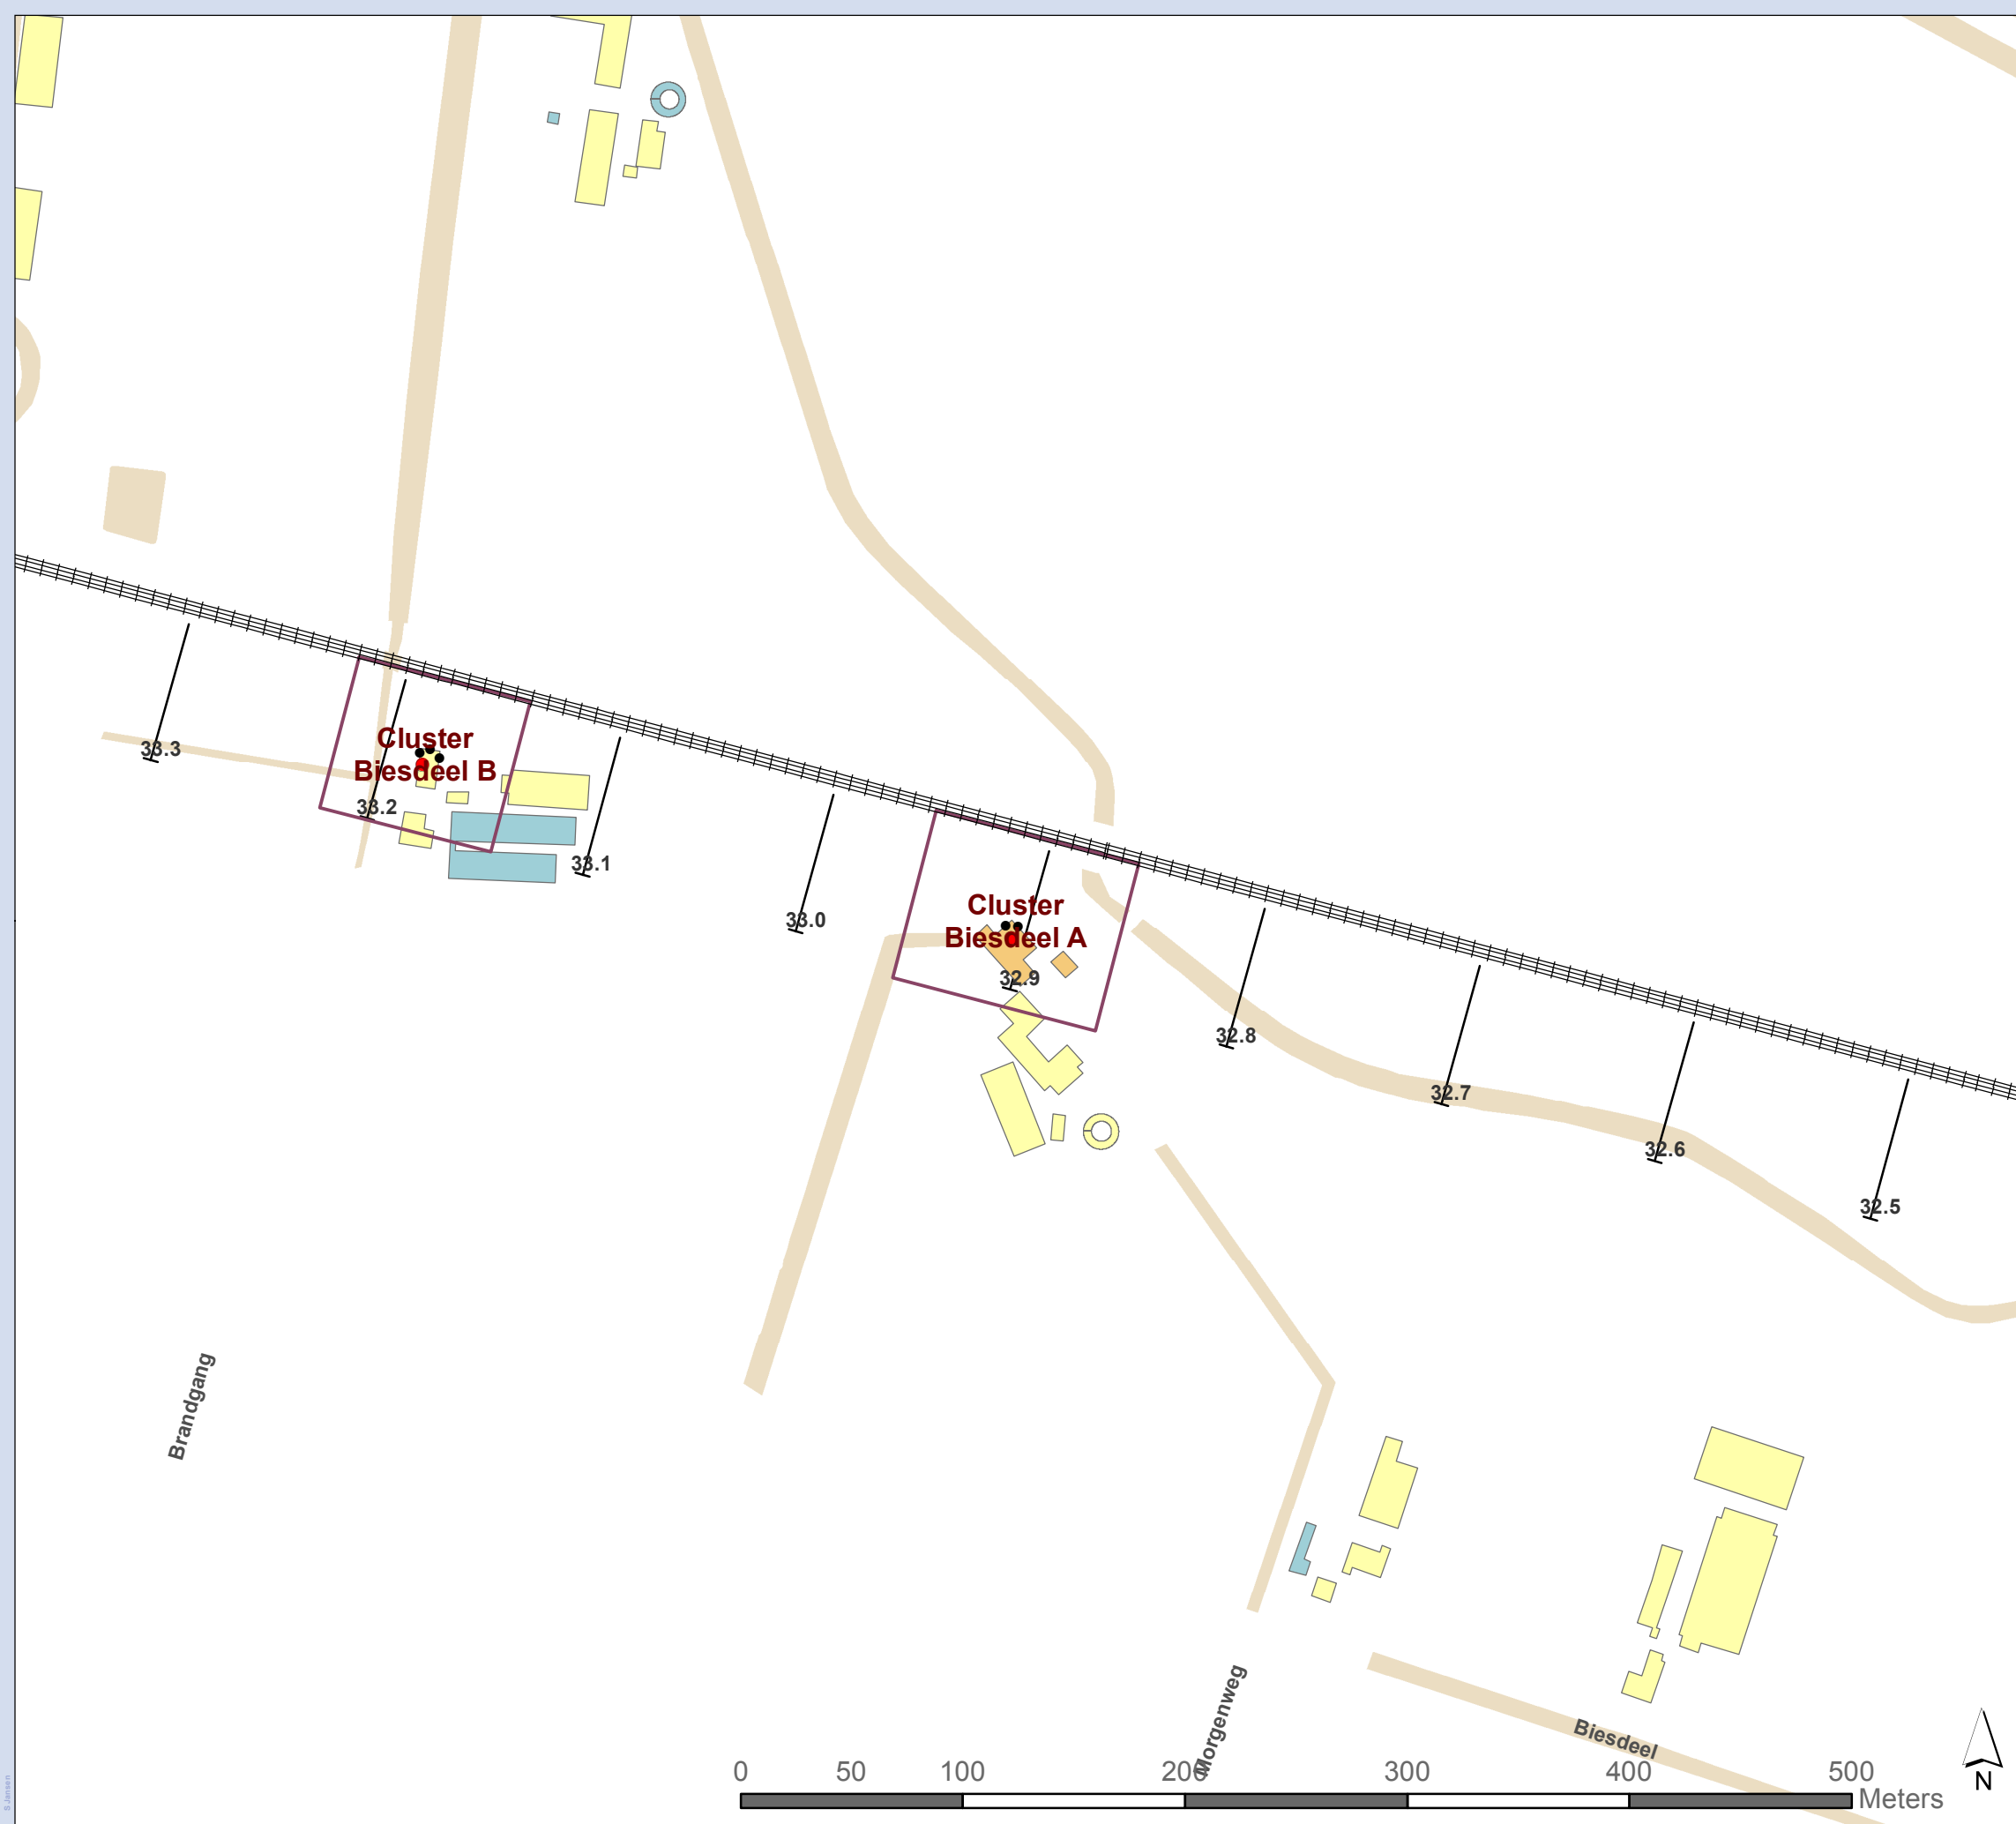 Cluster
Biesdeel B
33.3
33.2
33.1
33.0
Cluster
Biesdeel A
32.9
32.8
32.7
32.6
32.5
Brandgang
Morgenweg
Biesdeel
0 50 100 200 300 400 500
Meters
N
S Jansen